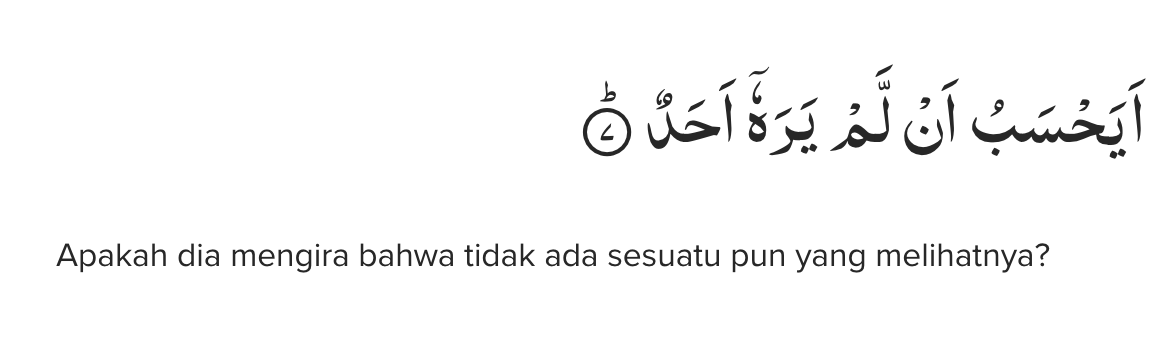 اَيَحْسَبُ اَنْ لَّمْ يَرَهٗٓ اَحَدٌۗ ۝٧
Apakah dia mengira bahwa tidak ada sesuatu pun yang melihatnya?